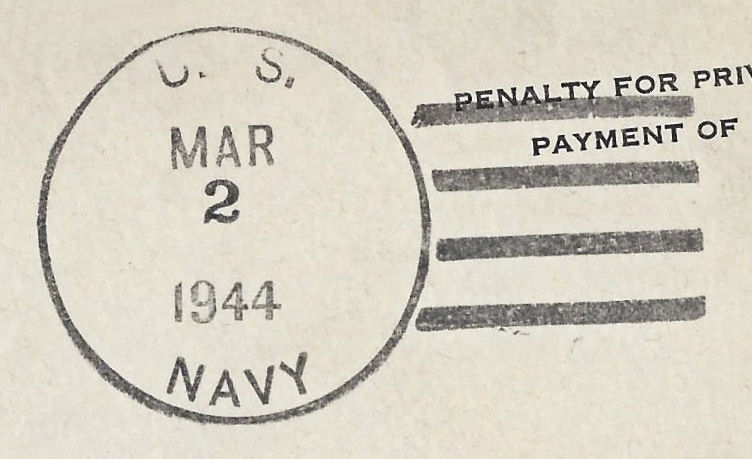 U. S.
MAR
2
1944
NAVY
PENALTY FOR PRIV
PAYMENT OF